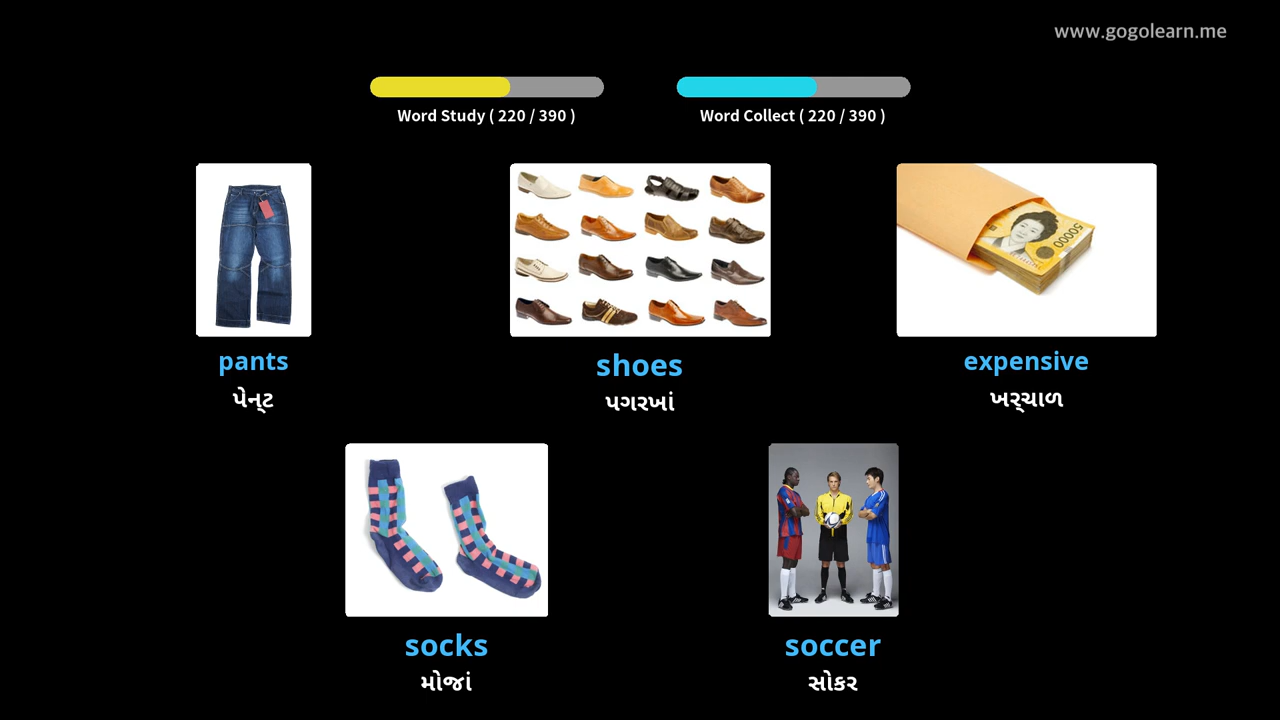 www.gogolearn.me
Word Study ( 220 / 390 )
Word Collect ( 220 / 390 )
50000
pants
shoes
expensive
પેન્ટ
પગરખાં
ખર્ચાળ
socks
soccer
મોજાં
સોકર